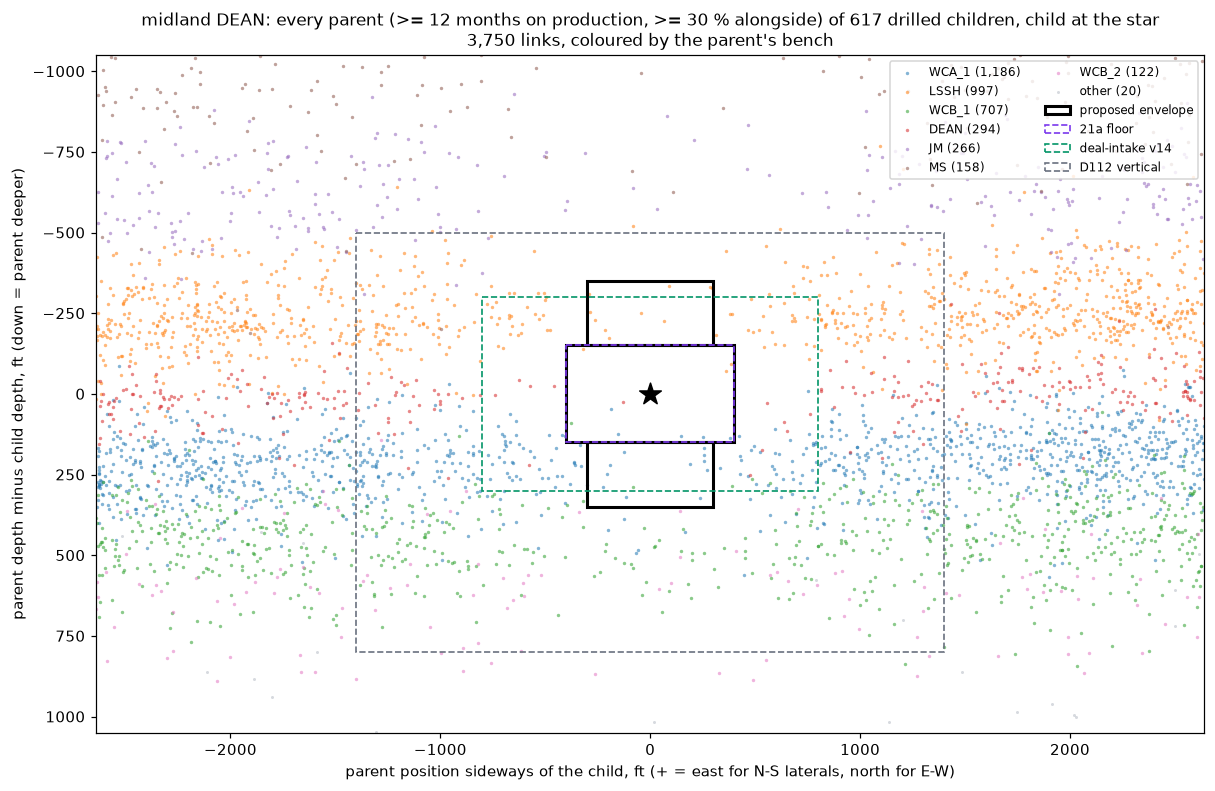 midland DEAN: every parent (>= 12 months on production, >= 30 % alongside) of 617 drilled children, child at the star
3,750 links, coloured by the parent's bench
WCA_1 (1,186)
LSSH (997)
WCB_1 (707)
DEAN (294)
JM (266)
MS (158)
WCB_2 (122)
other (20)
proposed envelope
21a floor
deal-intake v14
D112 vertical
parent depth minus child depth, ft (down = parent deeper)
−1000
−750
−500
−250
0
250
500
750
1000
−2000
−1000
0
1000
2000
parent position sideways of the child, ft (+ = east for N-S laterals, north for E-W)